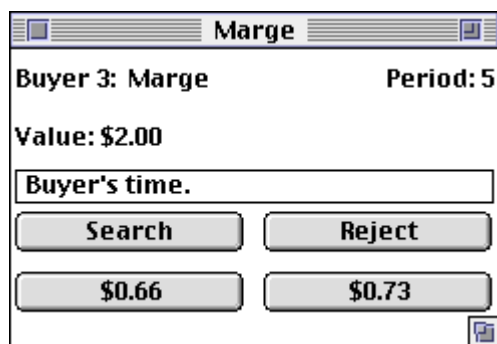 Marge
Buyer 3: Marge Period: 5
Value: $2.00
Buyer's time.
Search Reject
$0.66 $0.73